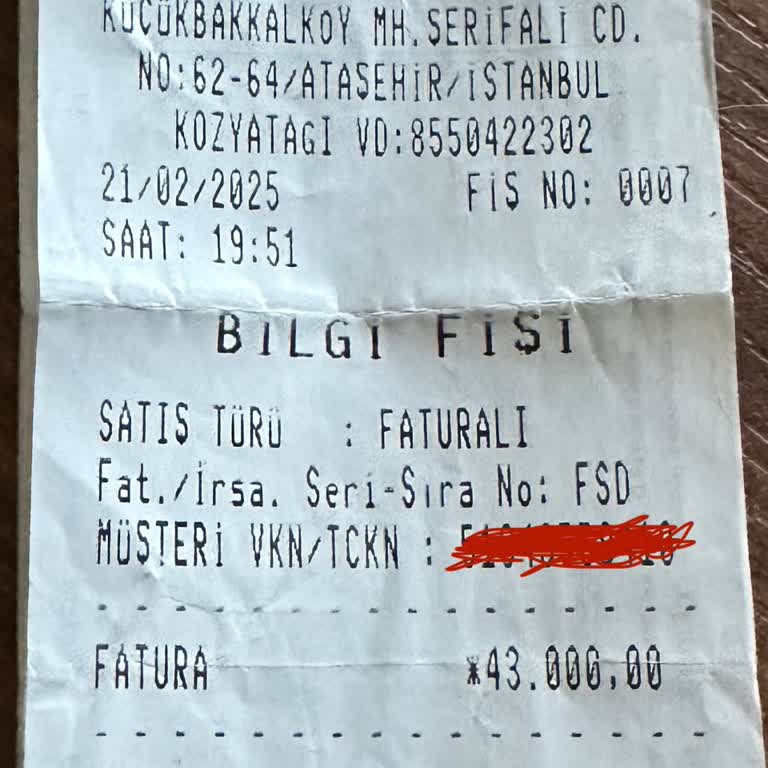 KÜÇÜKBAKKALKÖY MH.ŞERİFALİ CD.
NO:62-64/ATAŞEHİR/İSTANBUL
KOZYATAĞI VD:8550422302
21/02/2025 FİŞ NO: 0007
SAAT: 19:51
BİLGİ FİŞİ
SATIŞ TÜRÜ : FATURALI
Fat./İrsa. Seri-Sıra No: FSD
MÜŞTERİ VKN/TCKN :
FATURA *43.000,00